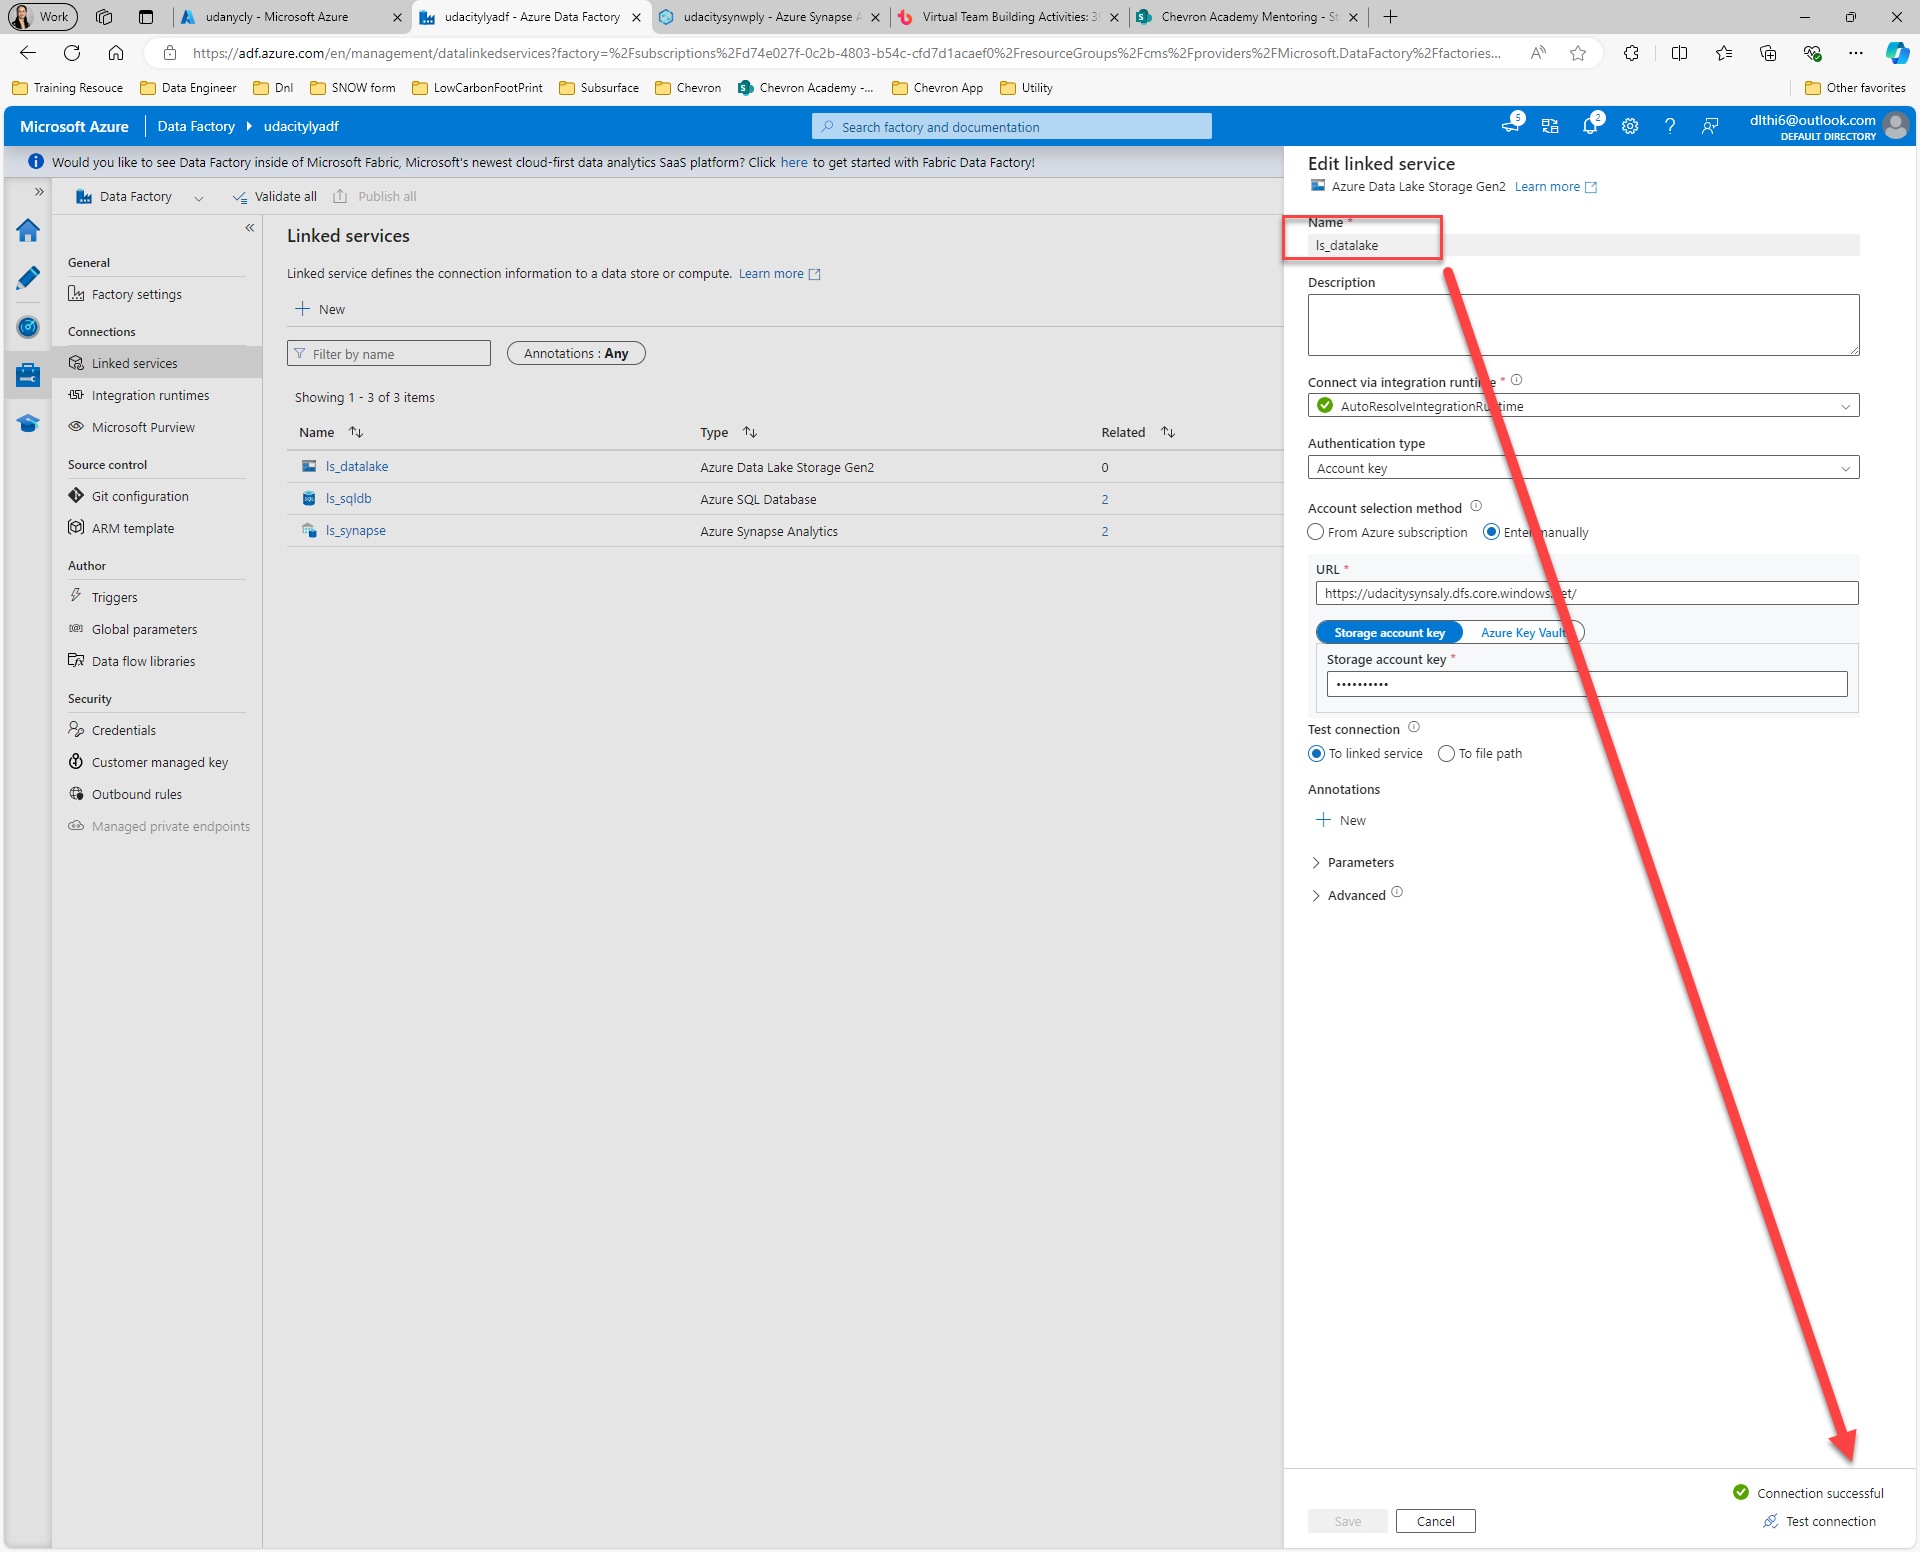 Work
udanycly - Microsoft Azure
udacitylyadf - Azure Data Factory
udacitysynwply - Azure Synapse A
Virtual Team Building Activities: 3
Chevron Academy Mentoring - St
https://adf.azure.com/en/management/datalinkedservices?factory=%2Fsubscriptions%2Fd74e027f-0c2b-4803-b54c-cfd7d1acaef0%2FresourceGroups%2Fcms%2Fproviders%2FMicrosoft.DataFactory%2Ffactories...
Training Resouce
Data Engineer
DnI
SNOW form
LowCarbonFootPrint
Subsurface
Chevron
Chevron Academy -...
Chevron App
Utility
Other favorites
Microsoft Azure
Data Factory
udacitylyadf
Search factory and documentation
5
2
dlthi6@outlook.com
DEFAULT DIRECTORY
Would you like to see Data Factory inside of Microsoft Fabric, Microsoft's newest cloud-first data analytics SaaS platform? Click here to get started with Fabric Data Factory!
Data Factory
Validate all
Publish all
General
Factory settings
Connections
Linked services
Integration runtimes
Microsoft Purview
Source control
Git configuration
ARM template
Author
Triggers
Global parameters
Data flow libraries
Security
Credentials
Customer managed key
Outbound rules
Managed private endpoints
Linked services
Linked service defines the connection information to a data store or compute. Learn more
New
Filter by name
Annotations : Any
Showing 1 - 3 of 3 items
Name Type Related
ls_datalake Azure Data Lake Storage Gen2 0
ls_sqldb Azure SQL Database 2
ls_synapse Azure Synapse Analytics 2
Edit linked service
Azure Data Lake Storage Gen2 Learn more
Name *
ls_datalake
Description
Connect via integration runtime *
AutoResolveIntegrationRuntime
Authentication type
Account key
Account selection method
From Azure subscription
Enter manually
URL *
https://udacitysynsaly.dfs.core.windows.net/
Storage account key
Azure Key Vault
Storage account key *
••••••••••
Test connection
To linked service
To file path
Annotations
New
Parameters
Advanced
Connection successful
Save
Cancel
Test connection